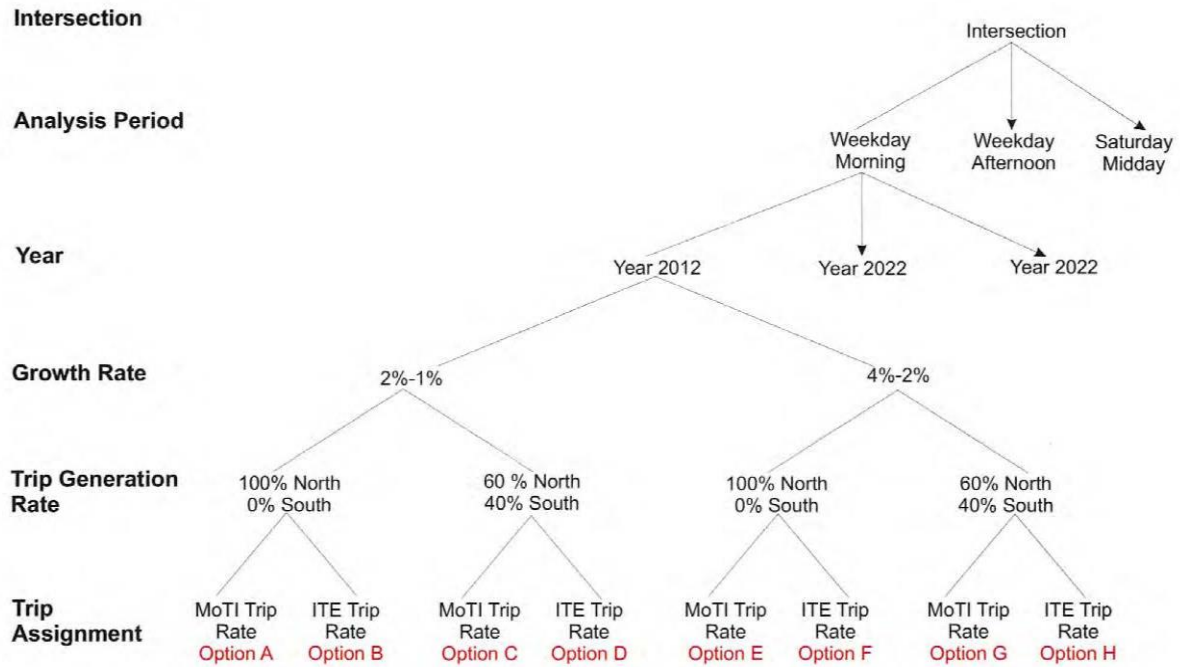 Intersection
Intersection
Analysis Period
Weekday Weekday Saturday
Morning Afternoon Midday
Year
Year 2012 Year 2022 Year 2022
Growth Rate
2%-1% 4%-2%
Trip Generation
Rate
100% North 60 % North 100% North 60% North
0% South 40% South 0% South 40% South
Trip
Assignment
MoTI Trip ITE Trip MoTI Trip ITE Trip MoTI Trip ITE Trip MoTI Trip ITE Trip
Rate Rate Rate Rate Rate Rate Rate Rate
Option A Option B Option C Option D Option E Option F Option G Option H